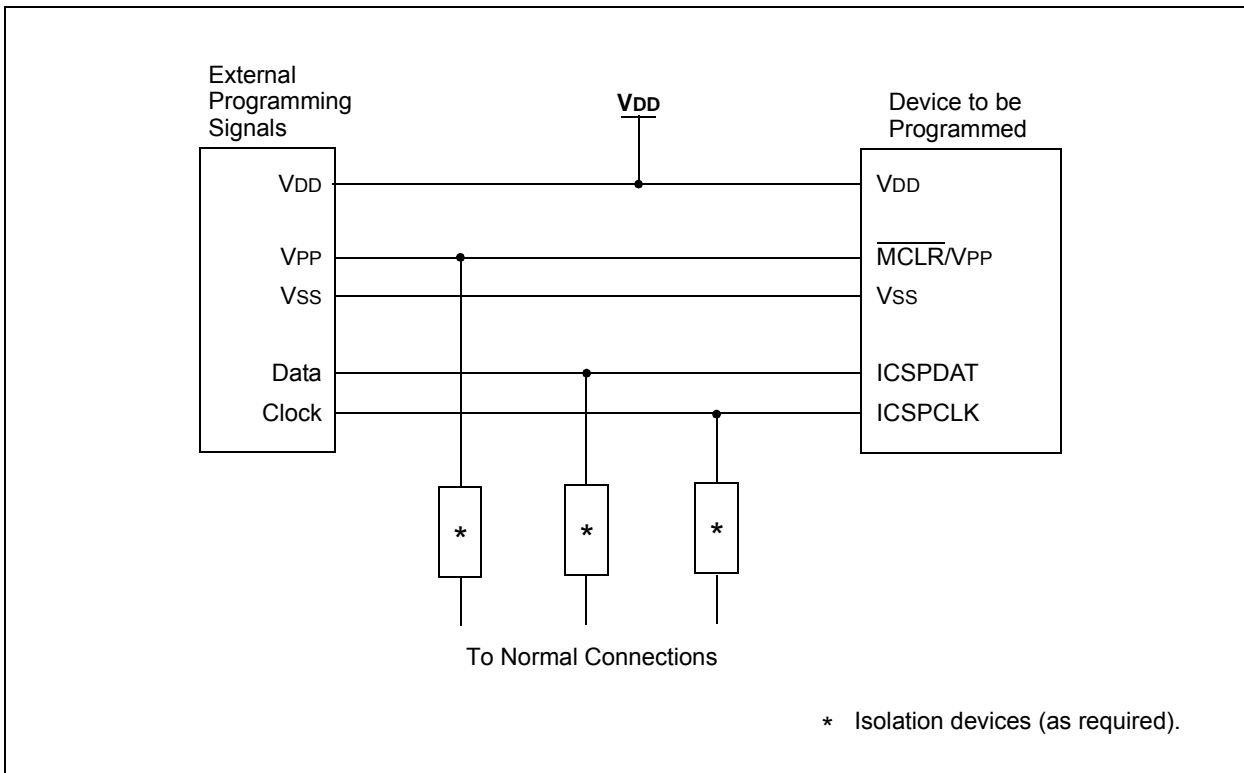 External
Programming
Signals
VDD
Device to be
Programmed
VDD
VDD
VPP
MCLR/VPP
VSS
VSS
Data
ICSPDAT
Clock
ICSPCLK
*
*
*
To Normal Connections
* Isolation devices (as required).